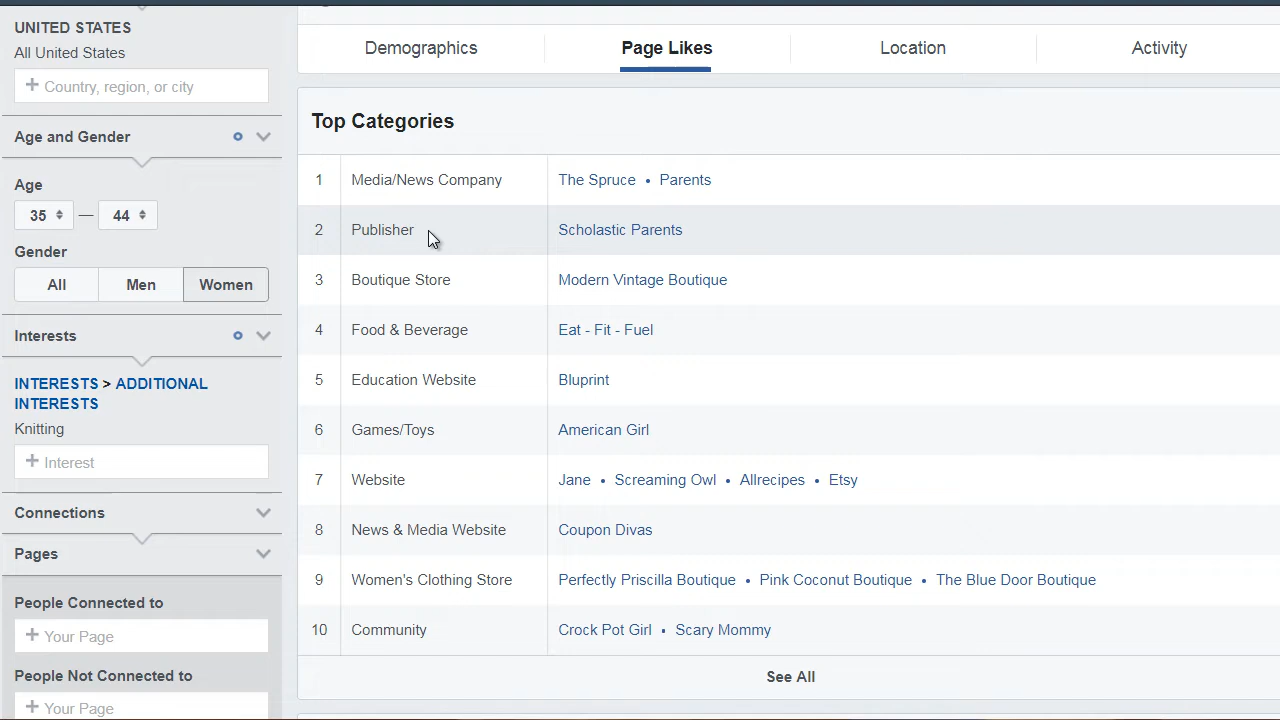 UNITED STATES
All United States
+ Country, region, or city
Age and Gender
Age
35 — 44
Gender
All Men Women
Interests
INTERESTS > ADDITIONAL
INTERESTS
Knitting
+ Interest
Connections
Pages
People Connected to
+ Your Page
People Not Connected to
+ Your Page
Demographics Page Likes Location Activity
Top Categories
1 Media/News Company The Spruce • Parents
2 Publisher Scholastic Parents
3 Boutique Store Modern Vintage Boutique
4 Food & Beverage Eat - Fit - Fuel
5 Education Website Bluprint
6 Games/Toys American Girl
7 Website Jane • Screaming Owl • Allrecipes • Etsy
8 News & Media Website Coupon Divas
9 Women's Clothing Store Perfectly Priscilla Boutique • Pink Coconut Boutique • The Blue Door Boutique
10 Community Crock Pot Girl • Scary Mommy
See All